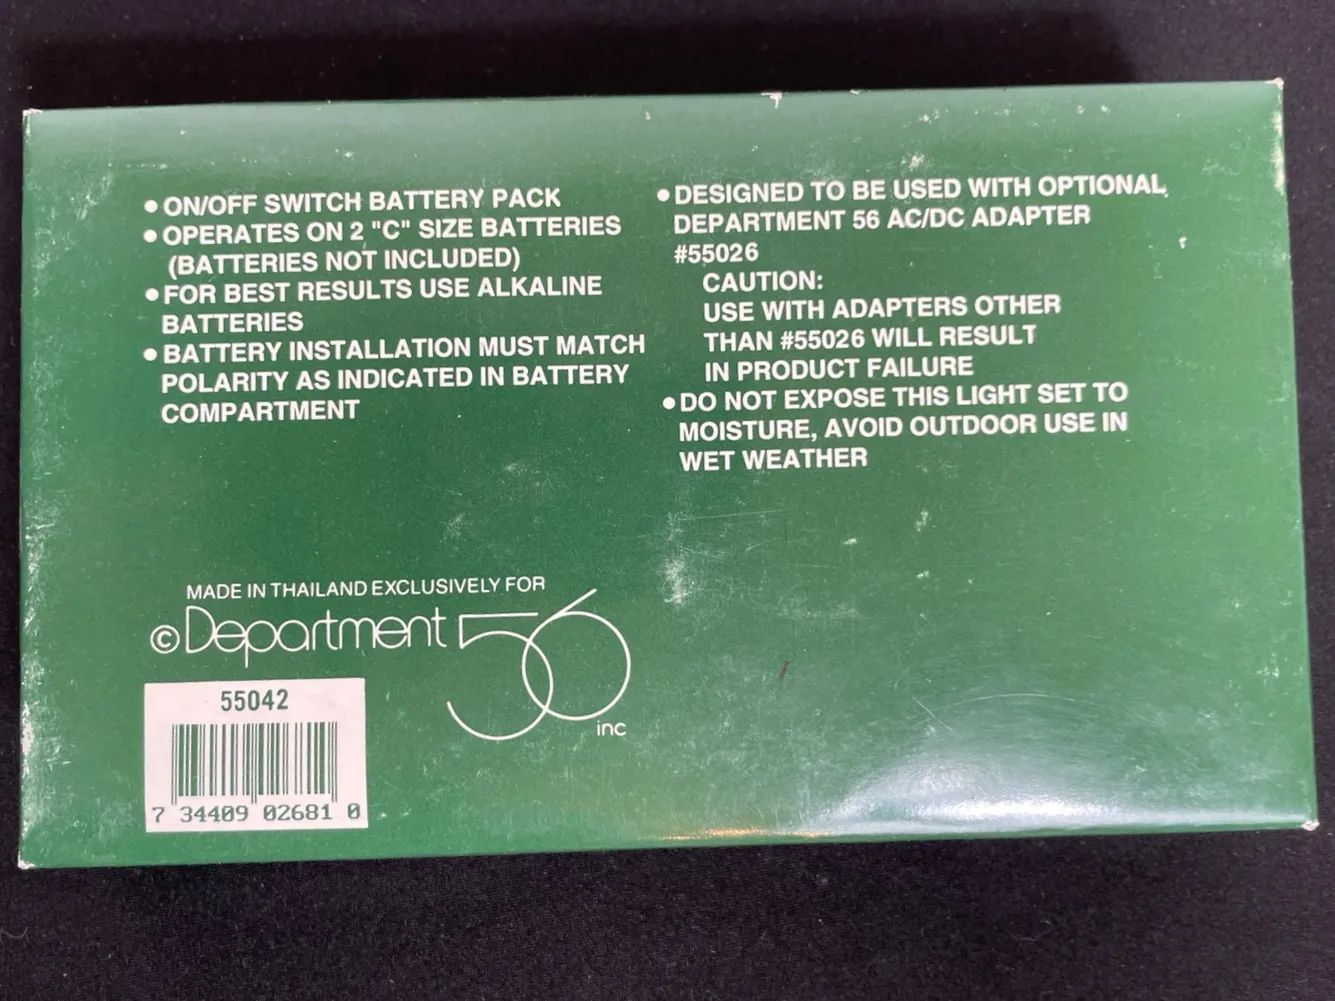 ● ON/OFF SWITCH BATTERY PACK
● OPERATES ON 2 "C" SIZE BATTERIES
(BATTERIES NOT INCLUDED)
● FOR BEST RESULTS USE ALKALINE
BATTERIES
● BATTERY INSTALLATION MUST MATCH
POLARITY AS INDICATED IN BATTERY
COMPARTMENT
● DESIGNED TO BE USED WITH OPTIONAL
DEPARTMENT 56 AC/DC ADAPTER
#55026
CAUTION:
USE WITH ADAPTERS OTHER
THAN #55026 WILL RESULT
IN PRODUCT FAILURE
● DO NOT EXPOSE THIS LIGHT SET TO
MOISTURE, AVOID OUTDOOR USE IN
WET WEATHER
MADE IN THAILAND EXCLUSIVELY FOR
© Department 56
inc
55042
7 34409 02681 0